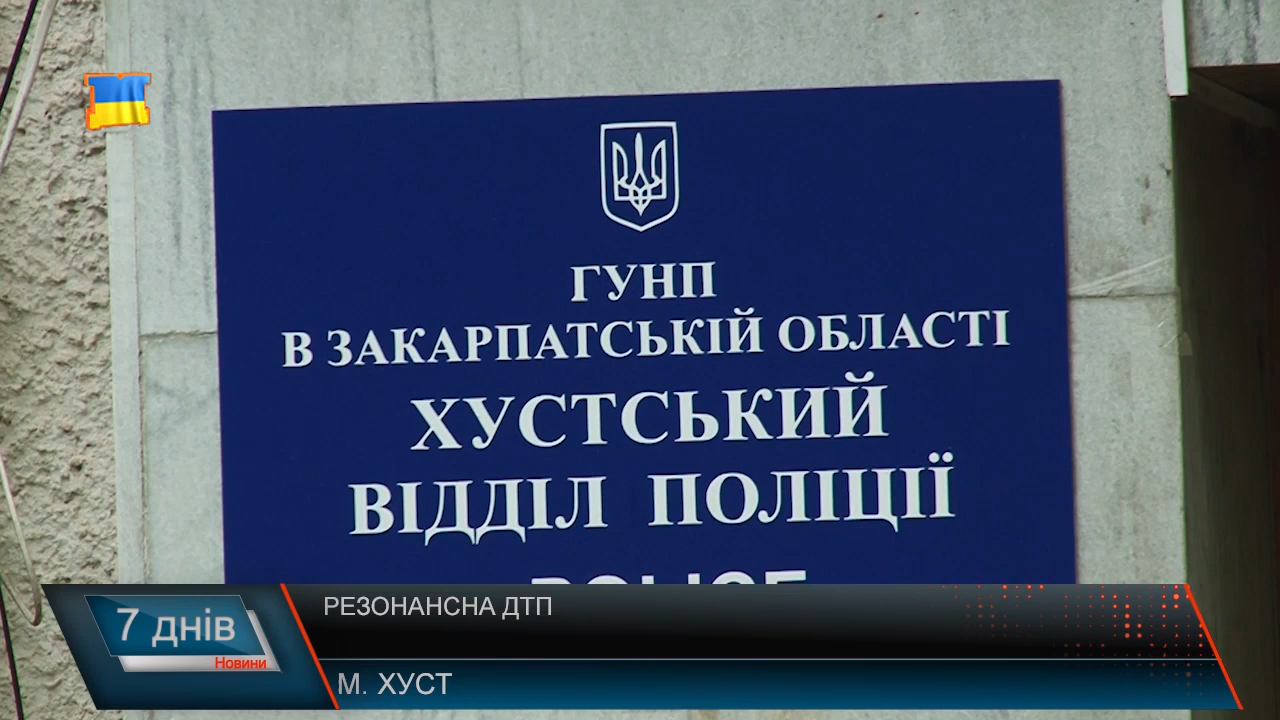 ГУНП
В ЗАКАРПАТСЬКІЙ ОБЛАСТІ
ХУСТСЬКИЙ
ВІДДІЛ ПОЛІЦІЇ
7 днів
Новини
РЕЗОНАНСНА ДТП
М. ХУСТ